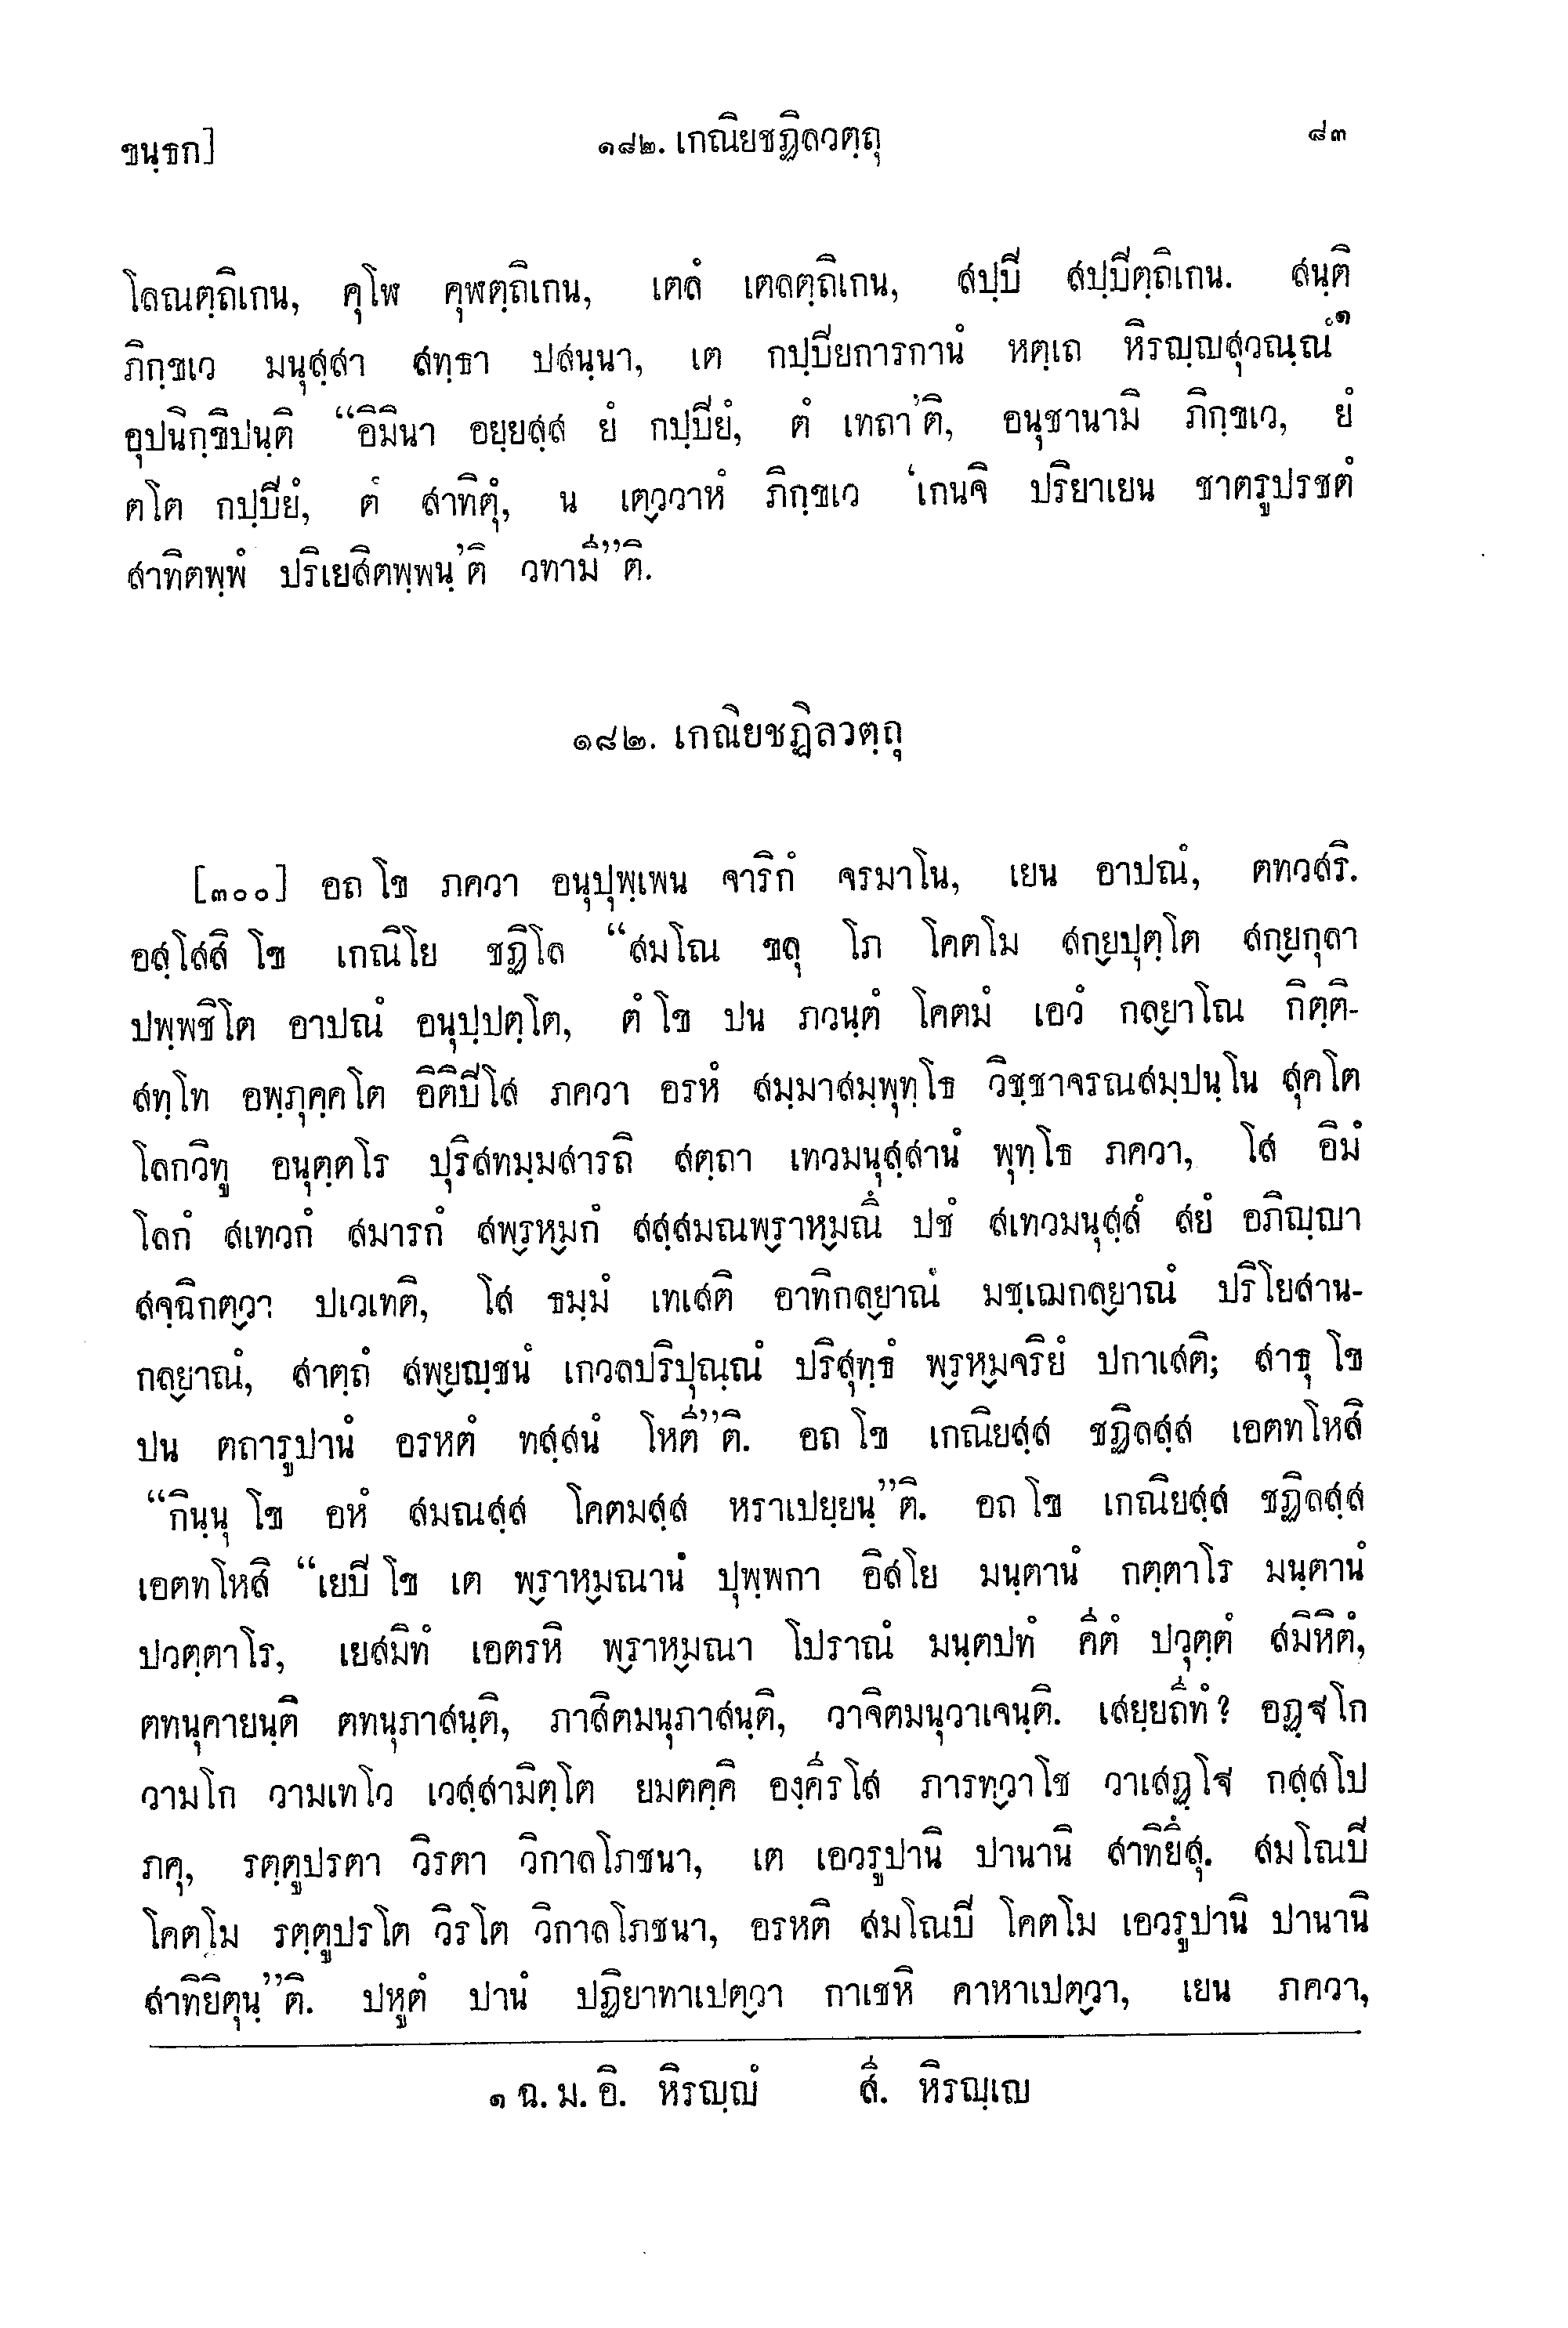 ขนฺธก] ๑๘๒. เกณิยชฏิลวตฺถุ ๘๓
โลณตฺถิเกน, คุโฬ คุฬตฺถิเกน, เตลํ เตลตฺถิเกน, สปฺปิ สปฺปิตฺถิเกน. สนฺติ
ภิกฺขเว มนุสฺสา สทฺธา ปสนฺนา, เต กปฺปิยการกานํ หตฺเถ หิรญฺญสุวณฺณํ๑
อุปนิกฺขิปนฺติ “อิมินา อยฺยสฺส ยํ กปฺปิยํ, ตํ เทถา’ติ, อนุชานามิ ภิกฺขเว, ยํ
ตโต กปฺปิยํ, ตํ สาทิตุํ, น เต๎ววาหํ ภิกฺขเว ‘เกนจิ ปริยาเยน ชาตรูปรชตํ
สาทิตพฺพํ ปริเยสิตพฺพนฺ’ติ วทามี”ติ.
๑๘๒. เกณิยชฏิลวตฺถุ
[๓๐๐] อถ โข ภควา อนุปุพฺเพน จาริกํ จรมาโน, เยน อาปณํ, ตทวสริ.
อสฺโสสิ โข เกณิโย ชฏิโล “สมโณ ขลุ โภ โคตโม สก๎ยปุตฺโต สก๎ยกุลา
ปพฺพชิโต อาปณํ อนุปฺปตฺโต, ตํ โข ปน ภวนฺตํ โคตมํ เอวํ กล๎ยาโณ กิตฺติ-
สทฺโท อพฺภุคฺคโต อิติปิโส ภควา อรหํ สมฺมาสมฺพุทฺโธ วิชฺชาจรณสมฺปนฺโน สุคโต
โลกวิทู อนุตฺตโร ปุริสทมฺมสารถิ สตฺถา เทวมนุสฺสานํ พุทฺโธ ภควา, โส อิมํ
โลกํ สเทวกํ สมารกํ สพ๎รหมกํ สสฺสมณพ๎ราห๎มณึ ปชํ สเทวมนุสฺสํ สยํ อภิญฺญา
สจฺฉิกต๎วา ปเวเทติ, โส ธมฺมํ เทเสติ อาทิกล๎ยาณํ มชฺเฌกล๎ยาณํ ปริโยสาน-
กล๎ยาณํ, สาตฺถํ สพ๎ยญฺชนํ เกวลปริปุณฺณํ ปริสุทฺธํ พ๎รห๎มจริยํ ปกาเสติ; สาธุ โข
ปน ตถารูปานํ อรหตํ ทสฺสนํ โหตี”ติ. อถ โข เกณิยสฺส ชฏิลสฺส เอตทโหสิ
“กินฺนุ โข อหํ สมณสฺส โคตมสฺส หราเปยฺยนฺ”ติ. อถ โข เกณิยสฺส ชฏิลสฺส
เอตทโหสิ “เยปิ โข เต พ๎ราห๎มณานํ ปุพฺพกา อิสโย มนฺตานํ กตฺตาโร มนฺตานํ
ปวตฺตาโร, เยสมิทํ เอตรหิ พ๎ราห๎มณา โปราณํ มนฺตปทํ คีตํ ปวุตฺตํ สมิหิตํ,
ตทนุคายนฺติ ตทนุภาสนฺติ, ภาสิตมนุภาสนฺติ, วาจิตมนุวาเจนฺติ. เสยฺยถีทํ? อฏฺฐโก
วามโก วามเทโว เวสฺสามิตฺโต ยมตคฺคิ องฺคีรโส ภารท๎วาโช วาเสฏฺโฐ กสฺสโป
ภคุ, รตฺตูปรตา วิรตา วิกาลโภชนา, เต เอวรูปานิ ปานานิ สาทิยึสุ. สมโณปิ
โคตโม รตฺตูปรโต วิรโต วิกาลโภชนา, อรหติ สมโณปิ โคตโม เอวรูปานิ ปานานิ
สาทิยิตุนฺ”ติ. ปหูตํ ปานํ ปฏิยาทาเปต๎วา กาเชหิ คาหาเปต๎วา, เยน ภควา,
๑ ฉ. ม. อิ. หิรญฺญํ สี. หิรญฺเญ